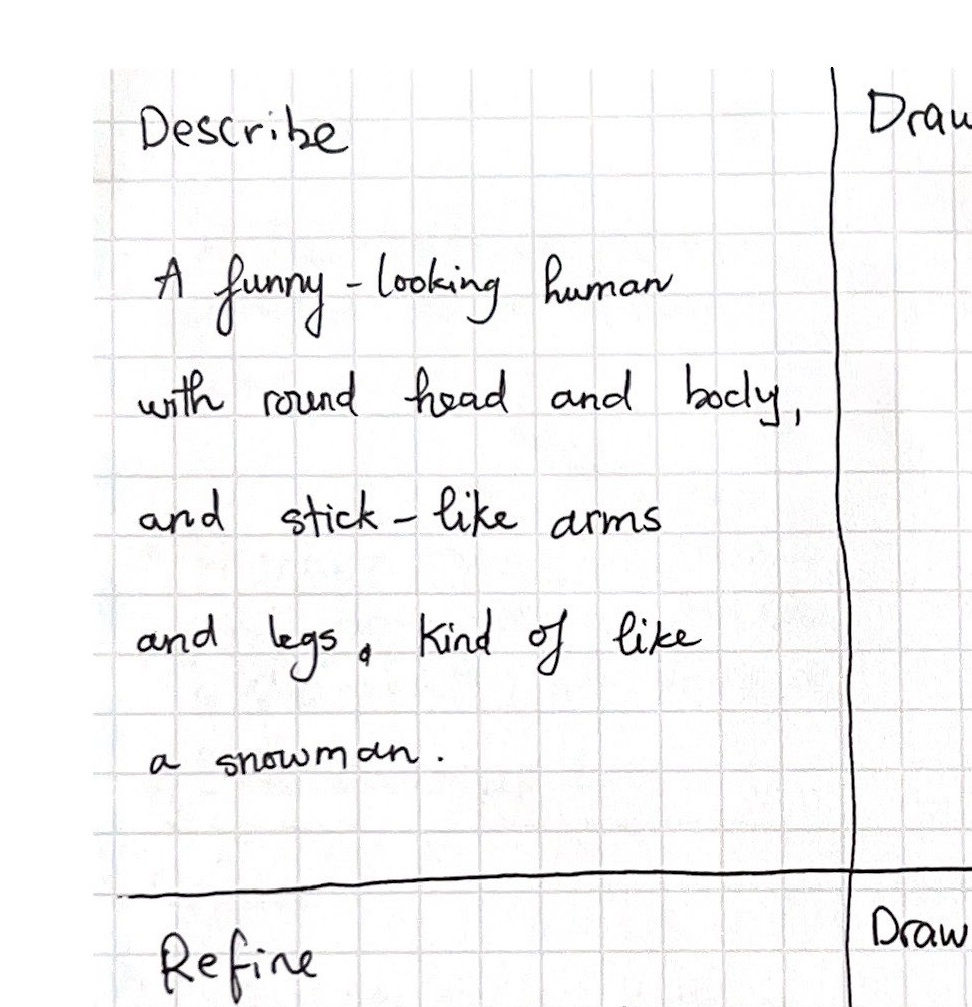 Describe
A funny-looking human
with round head and body,
and stick-like arms
and legs, kind of like
a snowman.
Refine
Draw
Draw